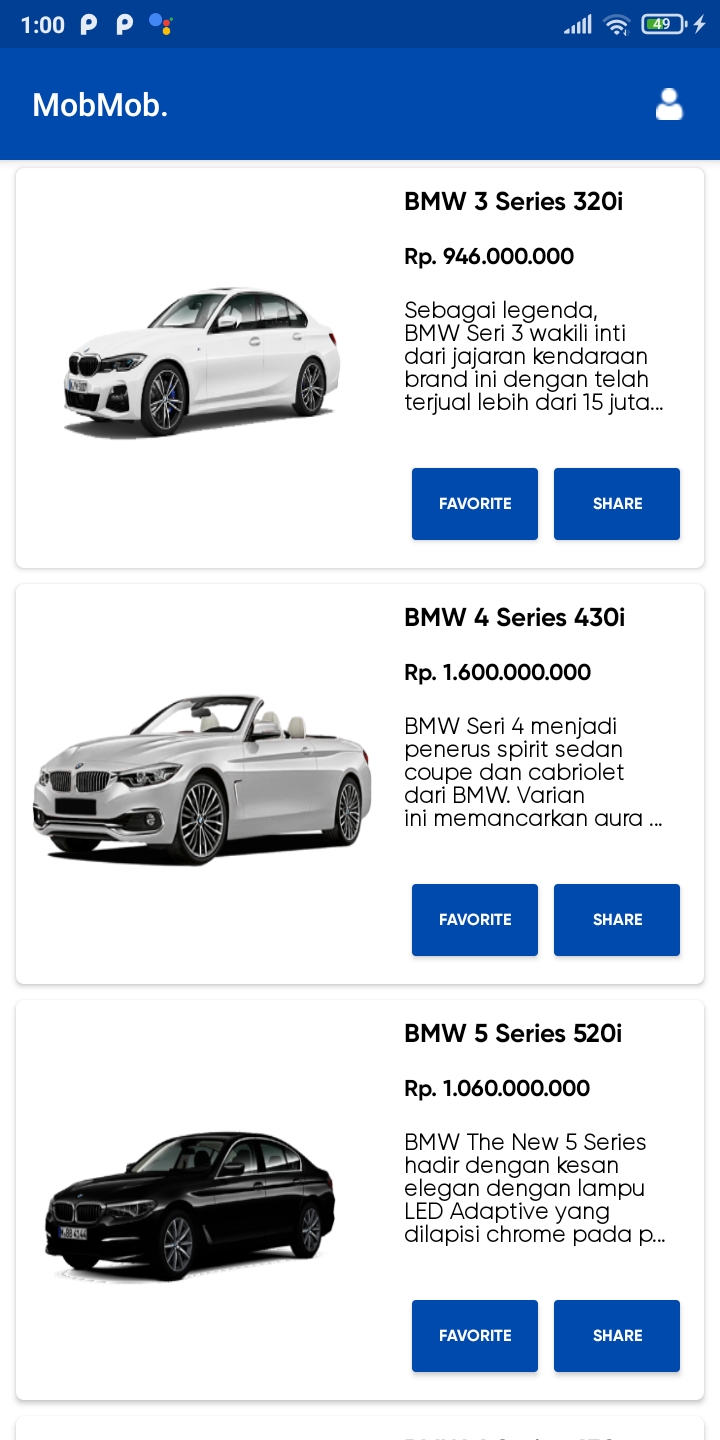 1:00
49
MobMob.
BMW 3 Series 320i
Rp. 946.000.000
Sebagai legenda,
BMW Seri 3 wakili inti
dari jajaran kendaraan
brand ini dengan telah
terjual lebih dari 15 juta...
FAVORITE SHARE
BMW 4 Series 430i
Rp. 1.600.000.000
BMW Seri 4 menjadi
penerus spirit sedan
coupe dan cabriolet
dari BMW. Varian
ini memancarkan aura ...
FAVORITE SHARE
BMW 5 Series 520i
Rp. 1.060.000.000
BMW The New 5 Series
hadir dengan kesan
elegan dengan lampu
LED Adaptive yang
dilapisi chrome pada p...
FAVORITE SHARE